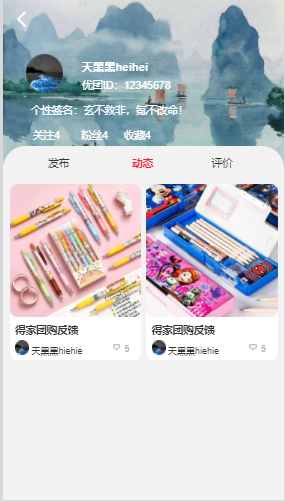 天黑黑heihei
优团ID：12345678
个性签名：玄不救非，氪不改命！
关注4 粉丝4 收藏4
发布 动态 评价
得家团购反馈 得家团购反馈
天黑黑hiehie 5 天黑黑hiehie 5